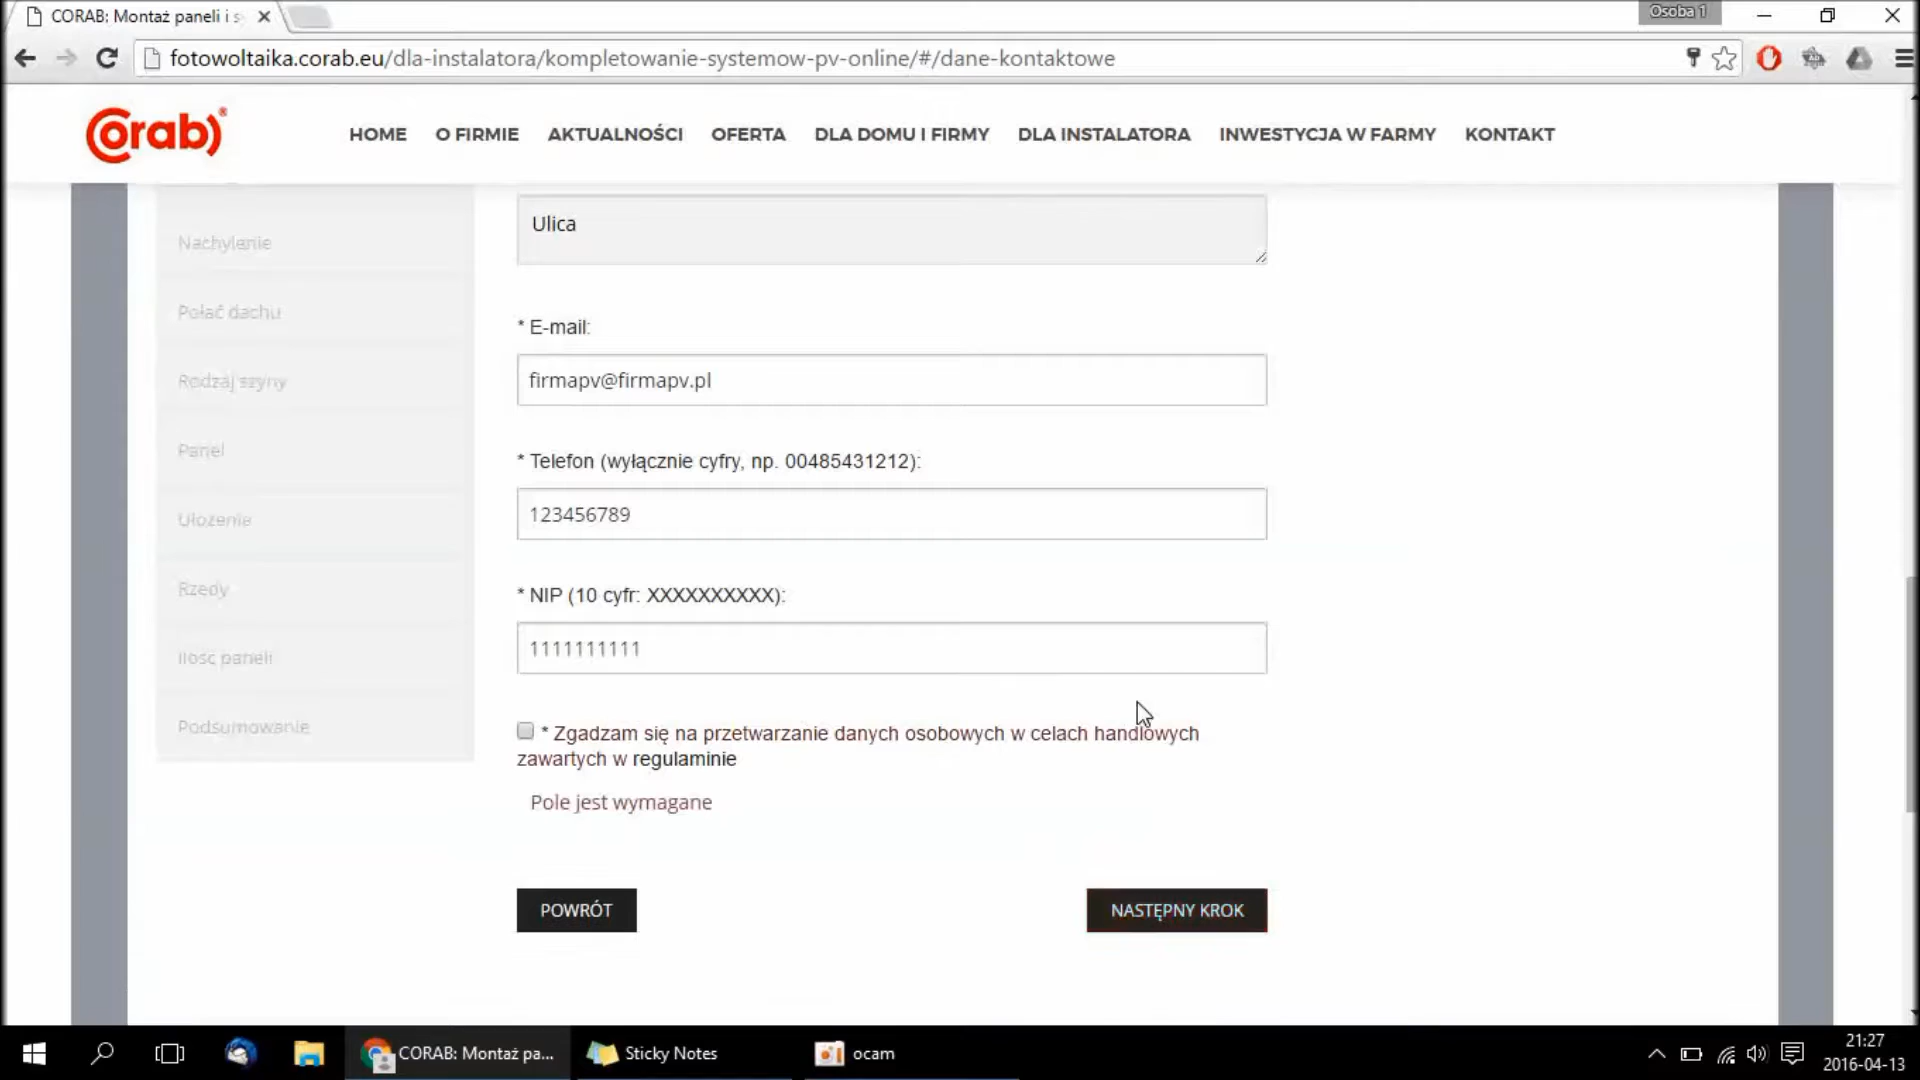 CORAB: Montaż paneli i s
Osoba 1
fotowoltaika.corab.eu/dla-instalatora/kompletowanie-systemow-pv-online/#/dane-kontaktowe
Corab®
HOME O FIRMIE AKTUALNOŚCI OFERTA DLA DOMU I FIRMY DLA INSTALATORA INWESTYCJA W FARMY KONTAKT
Nachylenie
Połać dachu
Rodzaj szyny
Panel
Ułożenie
Rzędy
Ilość paneli
Podsumowanie
Ulica
* E-mail:
firmapv@firmapv.pl
* Telefon (wyłącznie cyfry, np. 00485431212):
123456789
* NIP (10 cyfr: XXXXXXXXXX):
1111111111
* Zgadzam się na przetwarzanie danych osobowych w celach handlowych
zawartych w regulaminie
Pole jest wymagane
POWRÓT
NASTĘPNY KROK
CORAB: Montaż pa...
Sticky Notes
ocam
21:27
2016-04-13